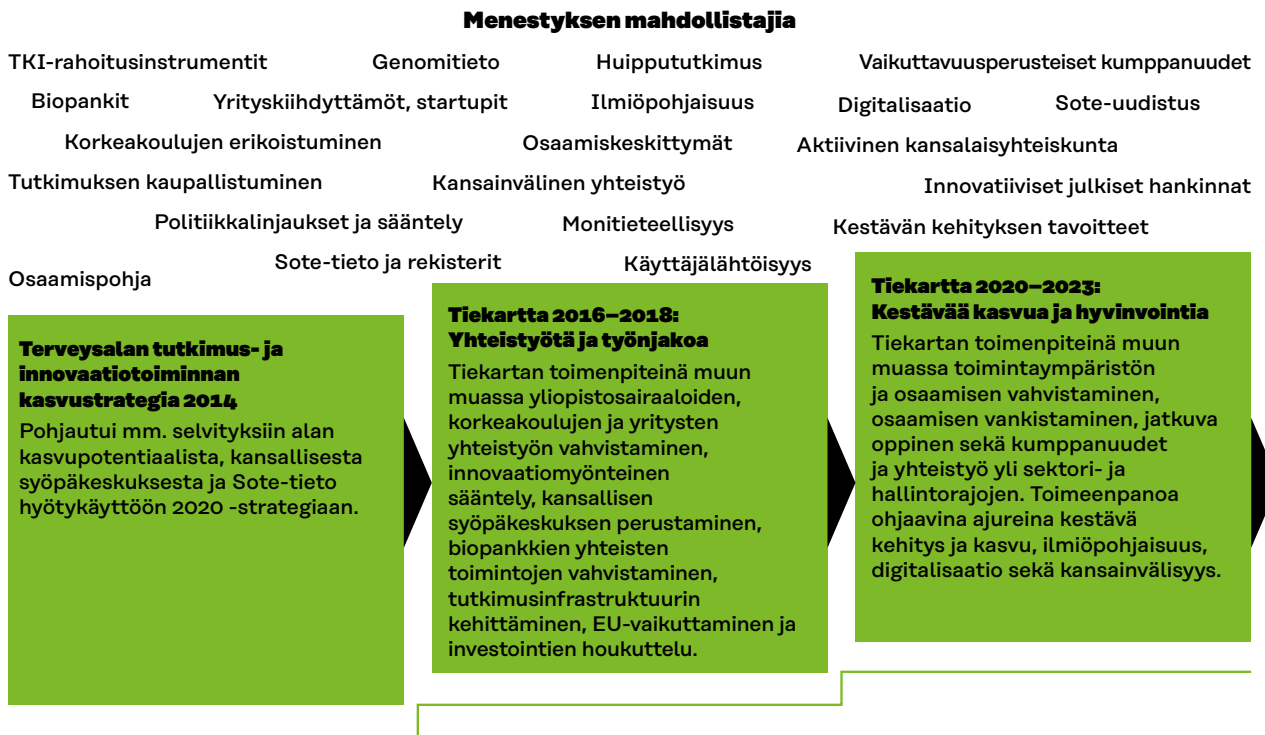 Menestyksen mahdollistajia
TKI-rahoitusinstrumentit Genomitieto Huippututkimus Vaikuttavuusperusteiset kumppanuudet
Biopankit Yrityskiihdyttämöt, startupit Ilmiöpohjaisuus Digitalisaatio Sote-uudistus
Korkeakoulujen erikoistuminen Osaamiskeskittymät Aktiivinen kansalaisyhteiskunta
Tutkimuksen kaupallistuminen Kansainvälinen yhteistyö Innovatiiviset julkiset hankinnat
Politiikkalinjaukset ja sääntely Monitieteellisyys Kestävän kehityksen tavoitteet
Osaamispohja Sote-tieto ja rekisterit Käyttäjälähtöisyys
Terveysalan tutkimus- ja
innovaatiotoiminnan
kasvustrategia 2014
Pohjautui mm. selvityksiin alan
kasvupotentiaalista, kansallisesta
syöpäkeskuksesta ja Sote-tieto
hyötykäyttöön 2020 -strategiaan.
Tiekartta 2016–2018:
Yhteistyötä ja työnjakoa
Tiekartan toimenpiteinä muun
muassa yliopistosairaaloiden,
korkeakoulujen ja yritysten
yhteistyön vahvistaminen,
innovaatiomyönteinen
sääntely, kansallisen
syöpäkeskuksen perustaminen,
biopankkien yhteisten
toimintojen vahvistaminen,
tutkimusinfrastruktuurin
kehittäminen, EU-vaikuttaminen ja
investointien houkuttelu.
Tiekartta 2020–2023:
Kestävää kasvua ja hyvinvointia
Tiekartan toimenpiteinä muun
muassa toimintaympäristön
ja osaamisen vahvistaminen,
osaamisen vankistaminen, jatkuva
oppinen sekä kumppanuudet
ja yhteistyö yli sektori- ja
hallintorajojen. Toimeenpanoa
ohjaavina ajureina kestävä
kehitys ja kasvu, ilmiöpohjaisuus,
digitalisaatio sekä kansainvälisyys.